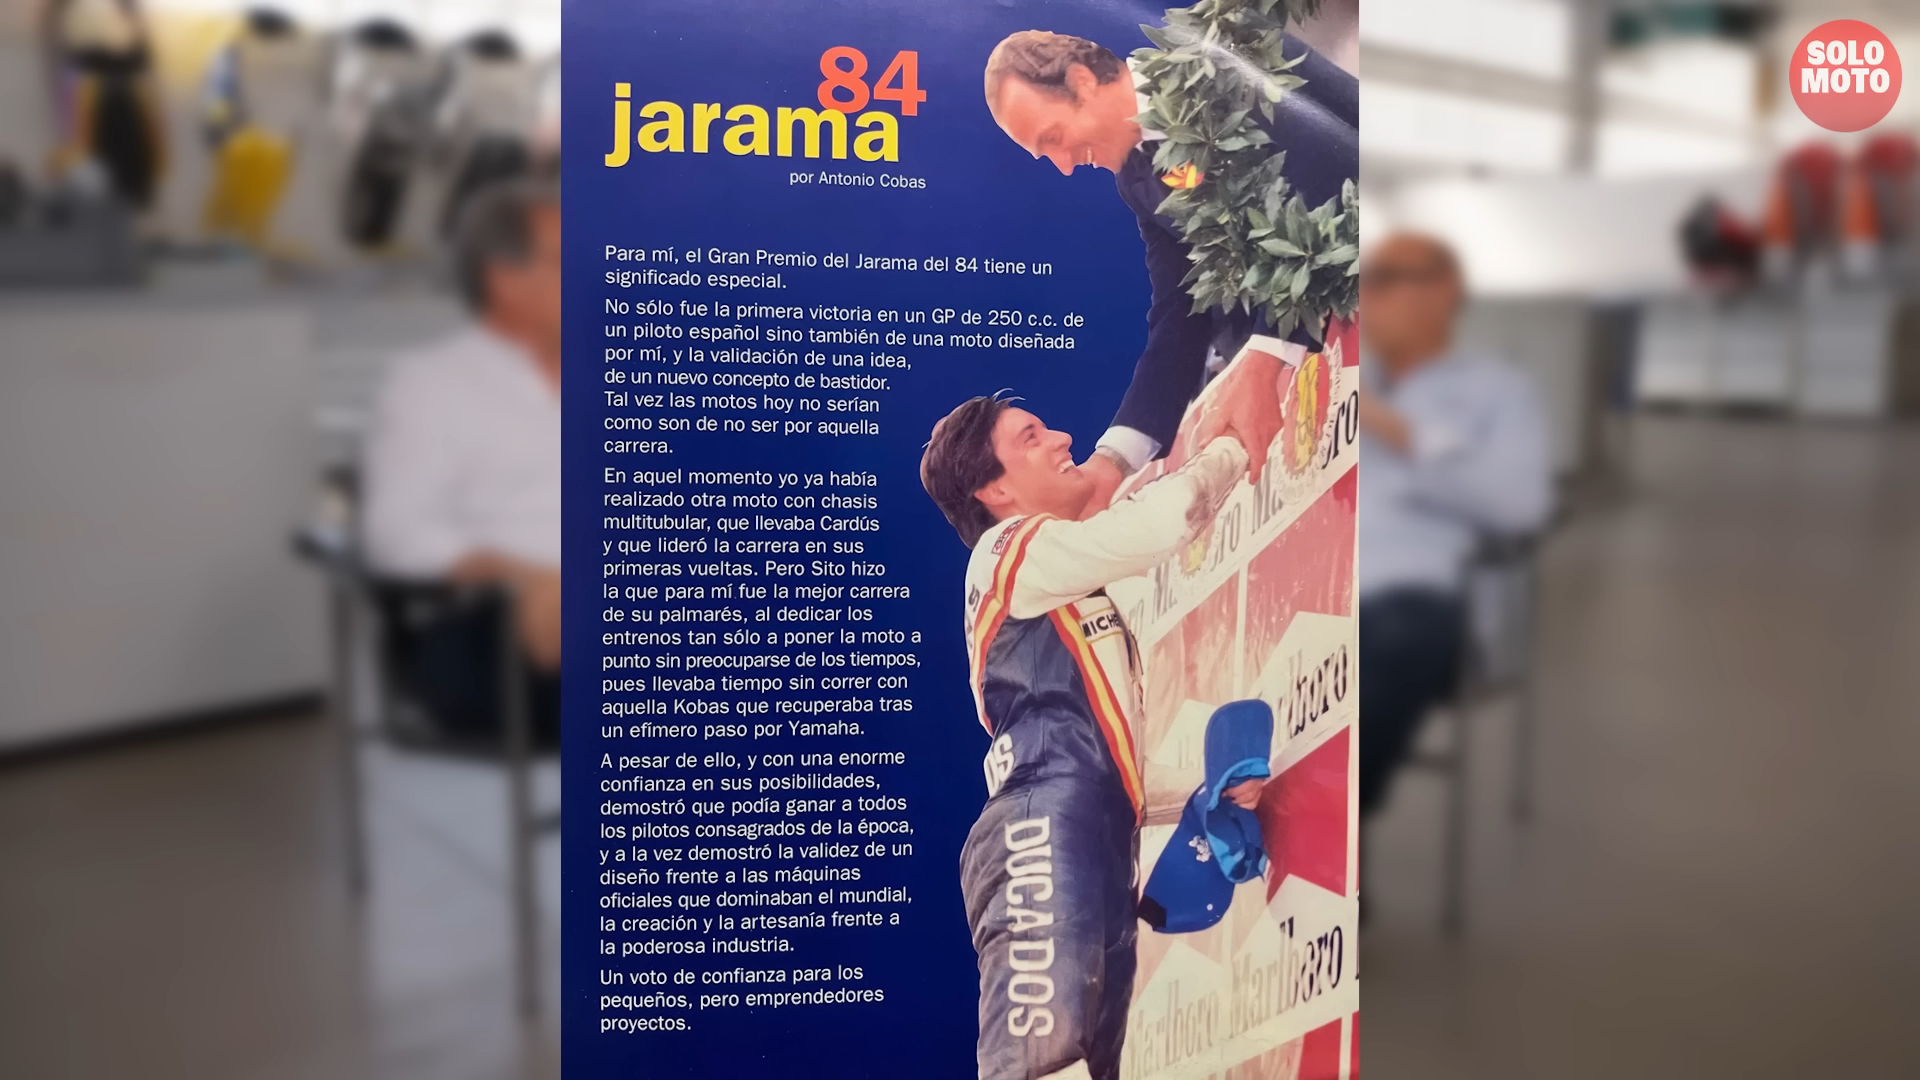 SOLO
MOTO
84
jarama
por Antonio Cobas
Para mí, el Gran Premio del Jarama del 84 tiene un
significado especial.
No sólo fue la primera victoria en un GP de 250 c.c. de
un piloto español sino también de una moto diseñada
por mí, y la validación de una idea,
de un nuevo concepto de bastidor.
Tal vez las motos hoy no serían
como son de no ser por aquella
carrera.
En aquel momento yo ya había
realizado otra moto con chasis
multitubular, que llevaba Cardús
y que lideró la carrera en sus
primeras vueltas. Pero Sito hizo
la que para mí fue la mejor carrera
de su palmarés, al dedicar los
entrenos tan sólo a poner la moto a
punto sin preocuparse de los tiempos,
pues llevaba tiempo sin correr con
aquella Kobas que recuperaba tras
un efímero paso por Yamaha.
A pesar de ello, y con una enorme
confianza en sus posibilidades,
demostró que podía ganar a todos
los pilotos consagrados de la época,
y a la vez demostró la validez de un
diseño frente a las máquinas
oficiales que dominaban el mundial,
la creación y la artesanía frente a
la poderosa industria.
Un voto de confianza para los
pequeños, pero emprendedores
proyectos.
MICHE
DUCADOS
Marlboro Marlboro